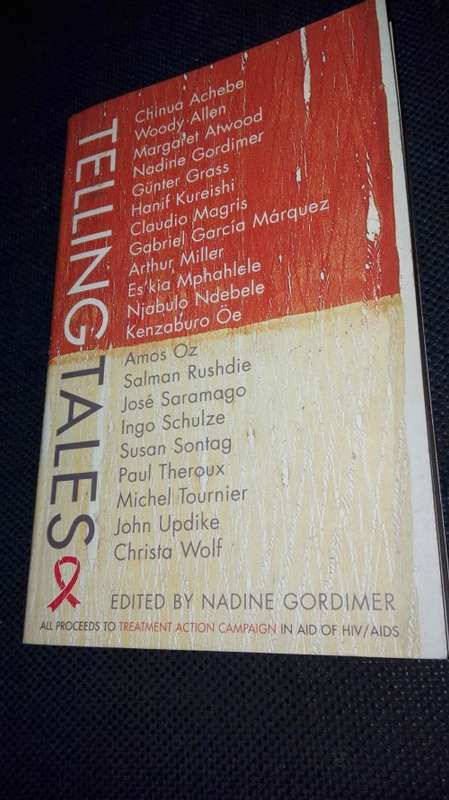 TELLING TALES
Chinua Achebe
Woody Allen
Margaret Atwood
Nadine Gordimer
Günter Grass
Hanif Kureishi
Claudio Magris
Gabriel García Márquez
Arthur Miller
Es'kia Mphahlele
Njabulo Ndebele
Kenzaburo Öe
Amos Oz
Salman Rushdie
José Saramago
Ingo Schulze
Susan Sontag
Paul Theroux
Michel Tournier
John Updike
Christa Wolf
EDITED BY NADINE GORDIMER
ALL PROCEEDS TO TREATMENT ACTION CAMPAIGN IN AID OF HIV/AIDS